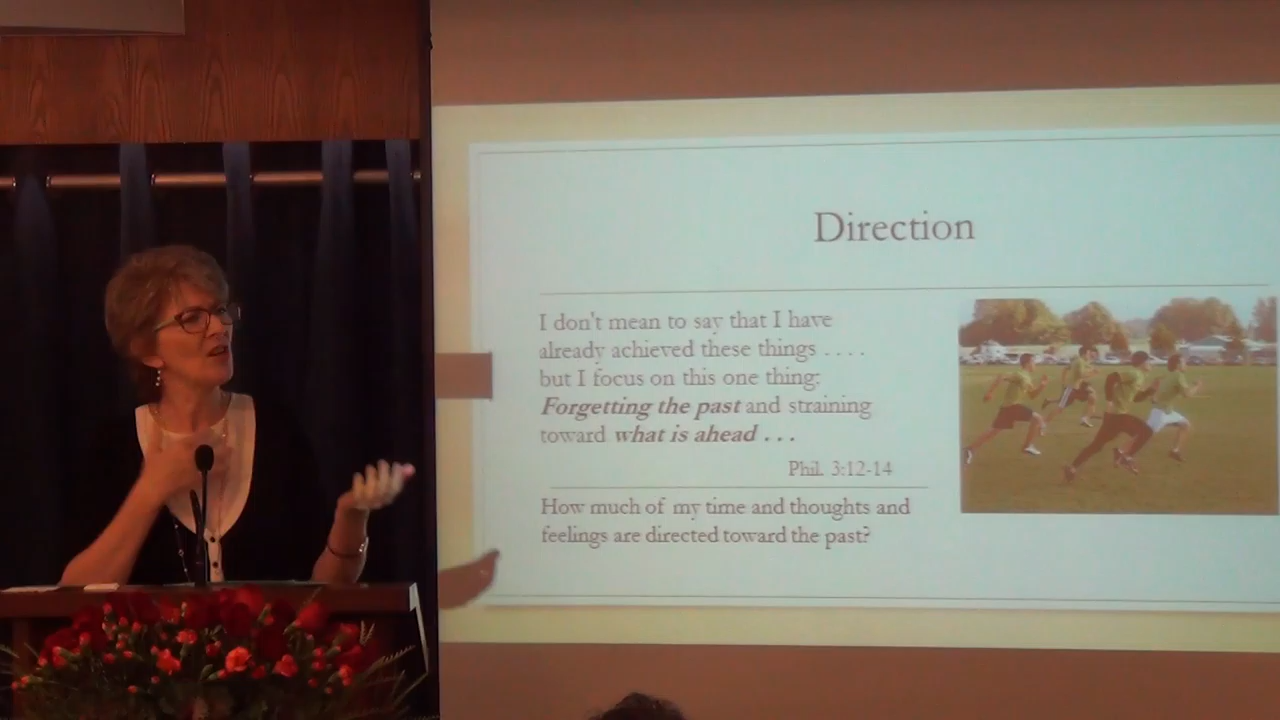 Direction
I don't mean to say that I have
already achieved these things . . . .
but I focus on this one thing:
Forgetting the past and straining
toward what is ahead . . .
Phil. 3:12-14
How much of my time and thoughts and
feelings are directed toward the past?